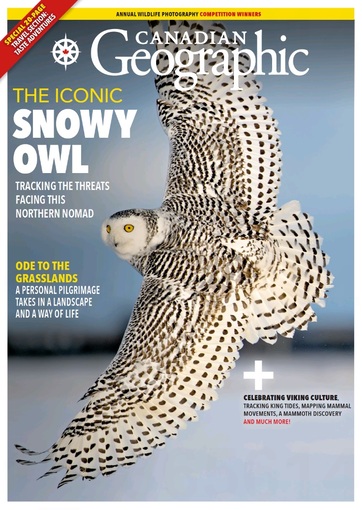 SPECIAL 20-PAGE
TRAVEL SECTION:
TASTE ADVENTURES
ANNUAL WILDLIFE PHOTOGRAPHY COMPETITION WINNERS
CANADIAN
Geographic
THE ICONIC
SNOWY
OWL
TRACKING THE THREATS
FACING THIS
NORTHERN NOMAD
ODE TO THE
GRASSLANDS
A PERSONAL PILGRIMAGE
TAKES IN A LANDSCAPE
AND A WAY OF LIFE
+
CELEBRATING VIKING CULTURE,
TRACKING KING TIDES, MAPPING MAMMAL
MOVEMENTS, A MAMMOTH DISCOVERY
AND MUCH MORE!